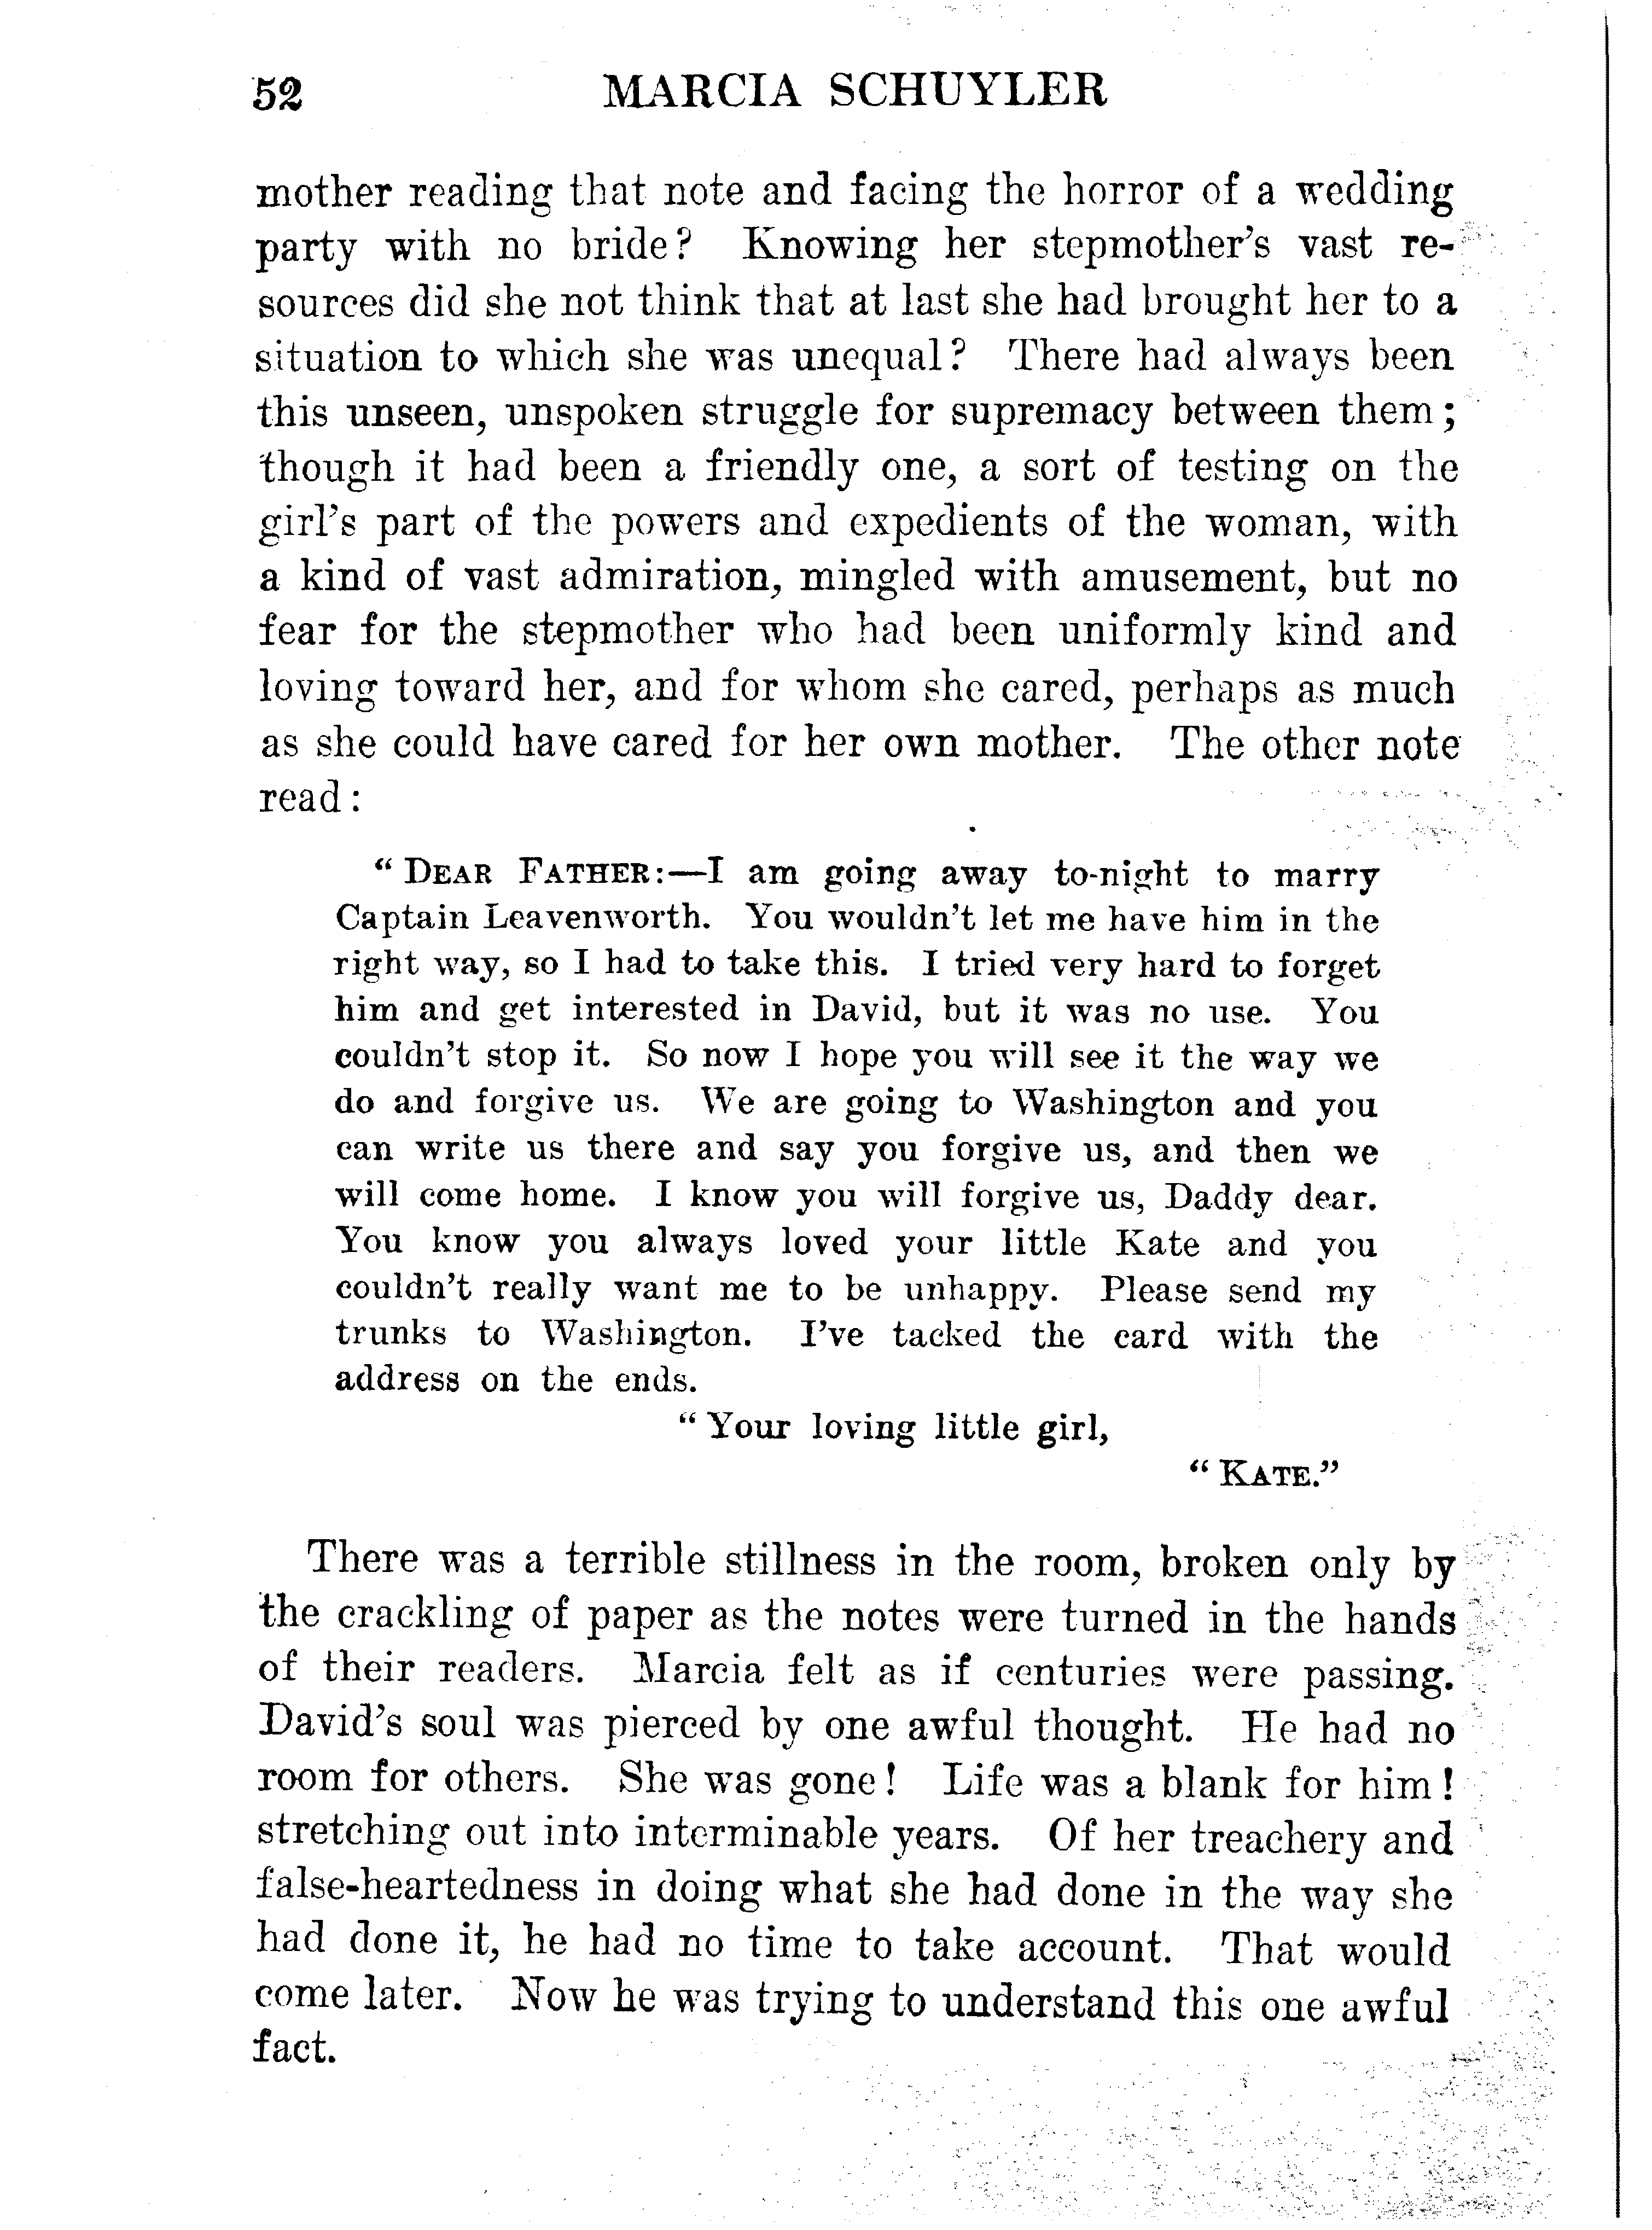 52 MARCIA SCHUYLER
mother reading that note and facing the horror of a wedding
party with no bride? Knowing her stepmother's vast re-
sources did she not think that at last she had brought her to a
situation to which she was unequal? There had always been
this unseen, unspoken struggle for supremacy between them;
though it had been a friendly one, a sort of testing on the
girl's part of the powers and expedients of the woman, with
a kind of vast admiration, mingled with amusement, but no
fear for the stepmother who had been uniformly kind and
loving toward her, and for whom she cared, perhaps as much
as she could have cared for her own mother. The other note
read:
"DEAR FATHER:—I am going away to-night to marry
Captain Leavenworth. You wouldn't let me have him in the
right way, so I had to take this. I tried very hard to forget
him and get interested in David, but it was no use. You
couldn't stop it. So now I hope you will see it the way we
do and forgive us. We are going to Washington and you
can write us there and say you forgive us, and then we
will come home. I know you will forgive us, Daddy dear.
You know you always loved your little Kate and you
couldn't really want me to be unhappy. Please send my
trunks to Washington. I've tacked the card with the
address on the ends.
"Your loving little girl,
"KATE."
There was a terrible stillness in the room, broken only by
the crackling of paper as the notes were turned in the hands
of their readers. Marcia felt as if centuries were passing.
David's soul was pierced by one awful thought. He had no
room for others. She was gone! Life was a blank for him!
stretching out into interminable years. Of her treachery and
false-heartedness in doing what she had done in the way she
had done it, he had no time to take account. That would
come later. Now he was trying to understand this one awful
fact.